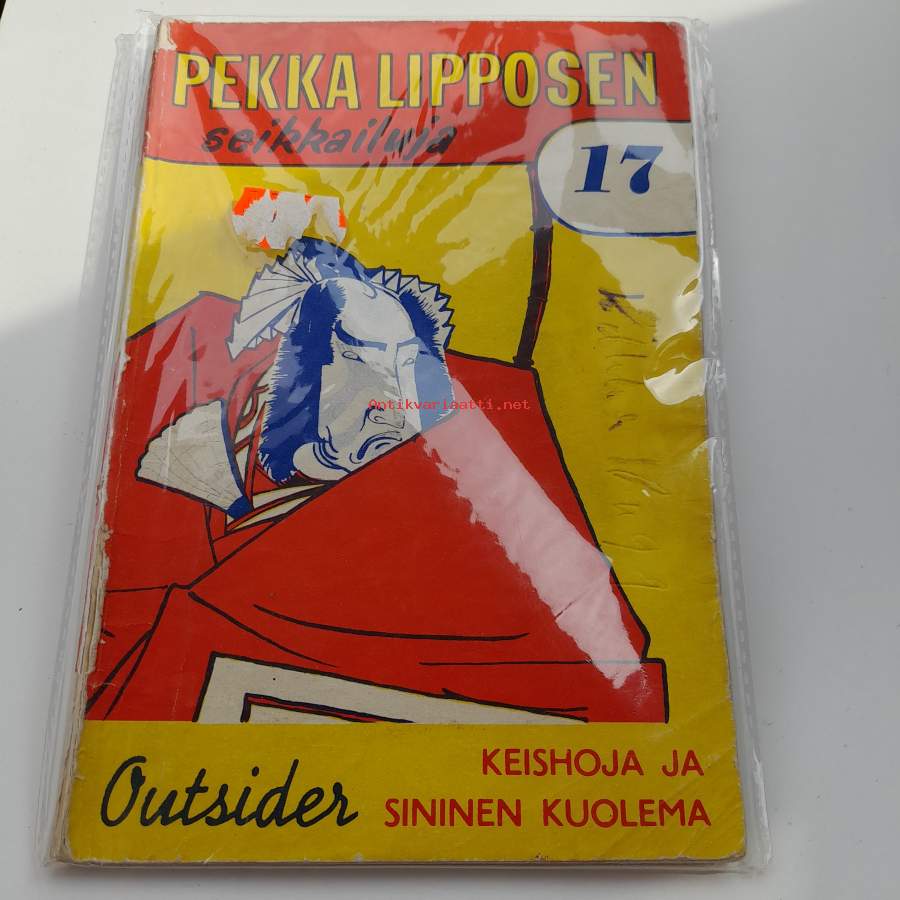 PEKKA LIPPOSEN
seikkailuja
17
Antikvariaatti.net
Outsider
KEISHOJA JA
SININEN KUOLEMA